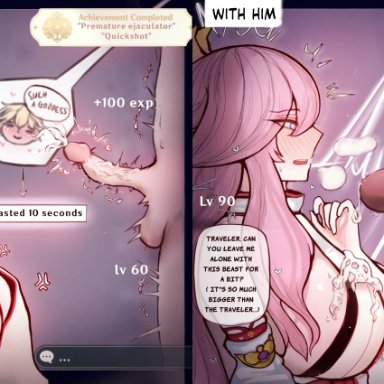 Achievement Completed
"Premature ejaculator"
"Quickshot"
SUCH
A GODDESS
+100 exp
asted 10 seconds
Lv 60
...
WITH HIM
Lv 90
TRAVELER, CAN
YOU LEAVE ME
ALONE WITH
THIS BEAST FOR
A BIT?
( IT'S SO MUCH
BIGGER THAN
THE TRAVELER..)